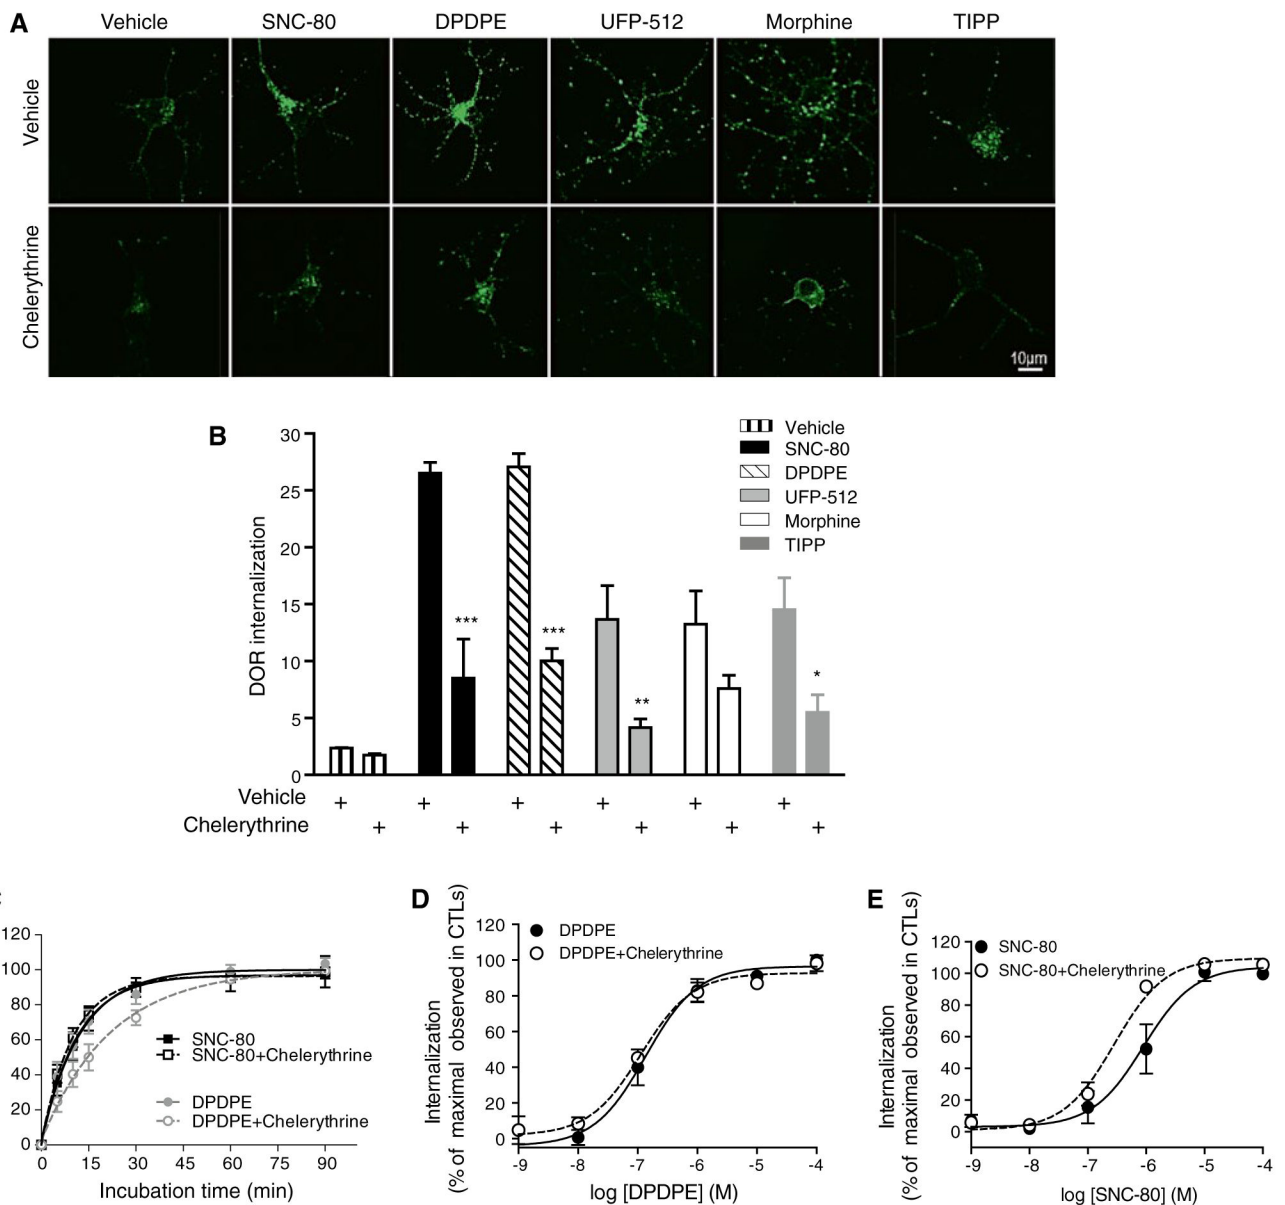 A
Vehicle SNC-80 DPDPE UFP-512 Morphine TIPP
Vehicle
Chelerythrine
10µm
B
DOR internalization
30
25
20
15
10
5
0
Vehicle
SNC-80
DPDPE
UFP-512
Morphine
TIPP
*** *** ** *
Vehicle + + + + + +
Chelerythrine + + + + + +
120
100
80
60
40
20
0
SNC-80
SNC-80+Chelerythrine
DPDPE
DPDPE+Chelerythrine
0 15 30 45 60 75 90
Incubation time (min)
D
Internalization
(% of maximal observed in CTLs)
120
100
80
60
40
20
0
DPDPE
DPDPE+Chelerythrine
-9 -8 -7 -6 -5 -4
log [DPDPE] (M)
E
Internalization
(% of maximal observed in CTLs)
120
100
80
60
40
20
0
SNC-80
SNC-80+Chelerythrine
-9 -8 -7 -6 -5 -4
log [SNC-80] (M)